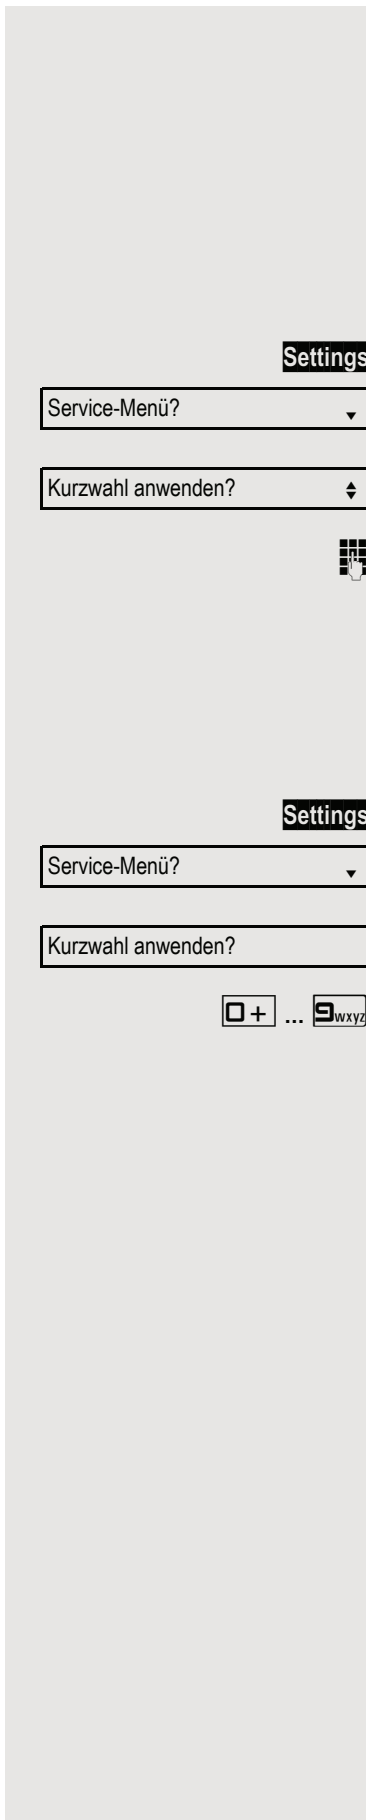 Settings
Service-Menü?
Kurzwahl anwenden?
Settings
Service-Menü?
Kurzwahl anwenden?
0 + ... 9wxyz